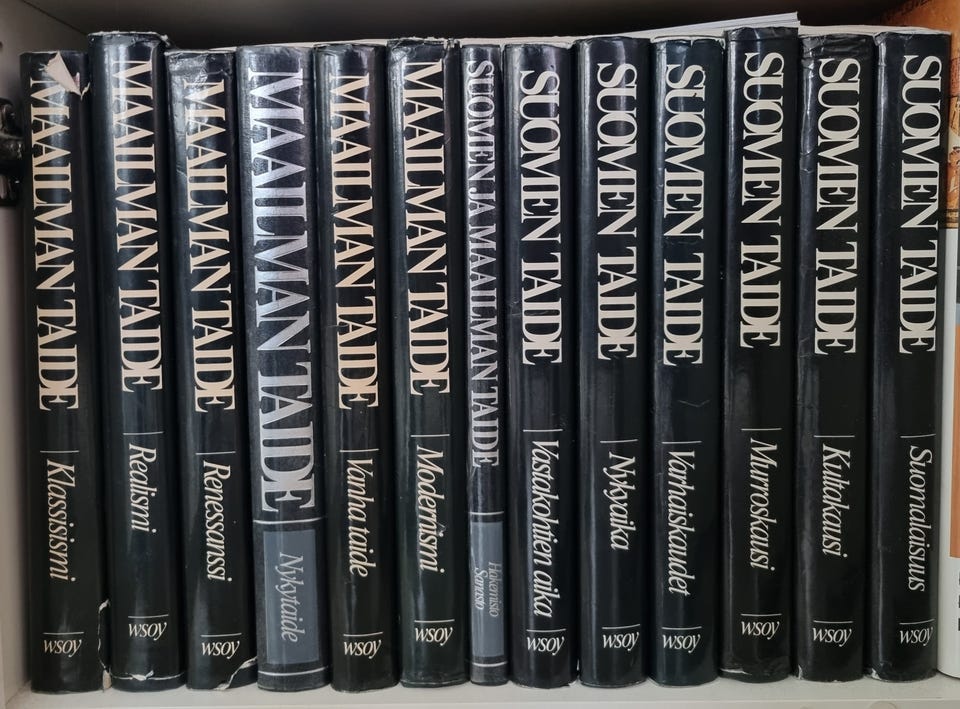 MAAILMAN TAIDE
Klassisismi
WSOY
MAAILMAN TAIDE
Realismi
WSOY
MAAILMAN TAIDE
Renessanssi
WSOY
MAAILMAN TAIDE
Nykytaide
MAAILMAN TAIDE
Vanha taide
WSOY
MAAILMAN TAIDE
Modernismi
WSOY
SUOMEN JA MAAILMAN TAIDE
Hakemisto
Sanasto
SUOMEN TAIDE
Vastakohtien aika
WSOY
SUOMEN TAIDE
Nykyaika
WSOY
SUOMEN TAIDE
Varhaiskaudet
WSOY
SUOMEN TAIDE
Murroskausi
WSOY
SUOMEN TAIDE
Kultakausi
WSOY
SUOMEN TAIDE
Suomalaisuus
WSOY